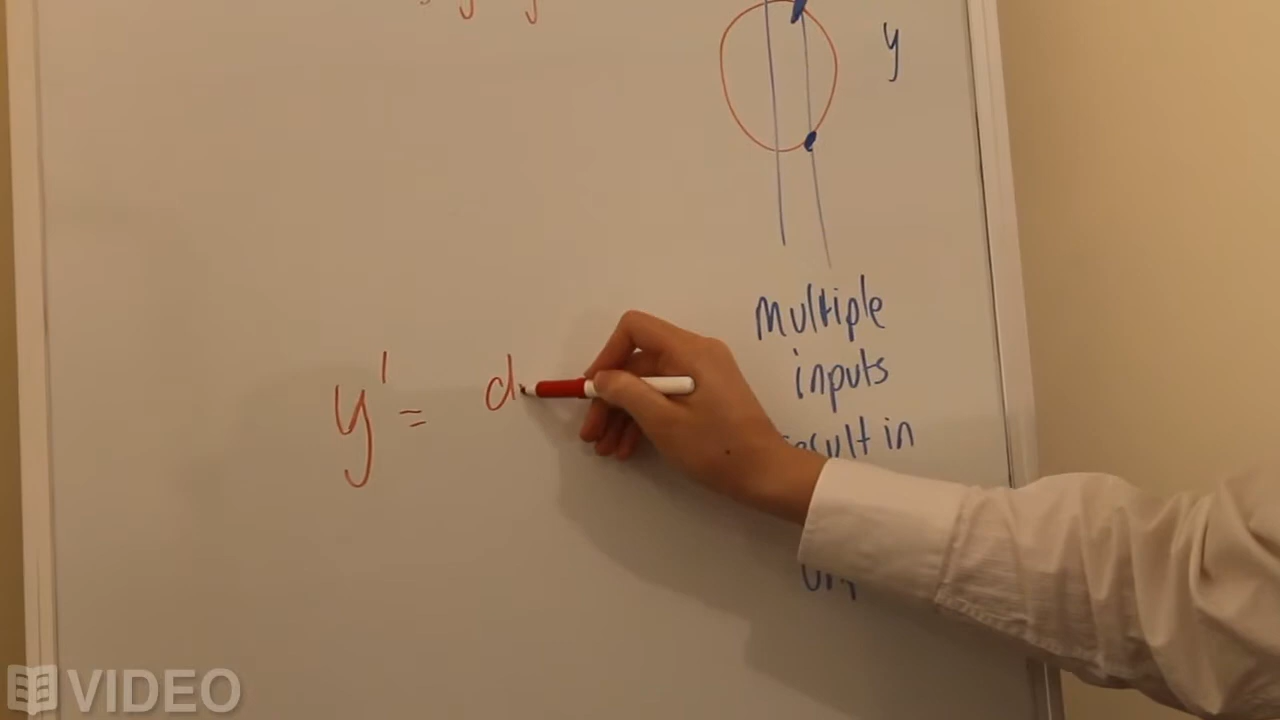 y
y' = d
multiple
inputs
result in
VIDEO